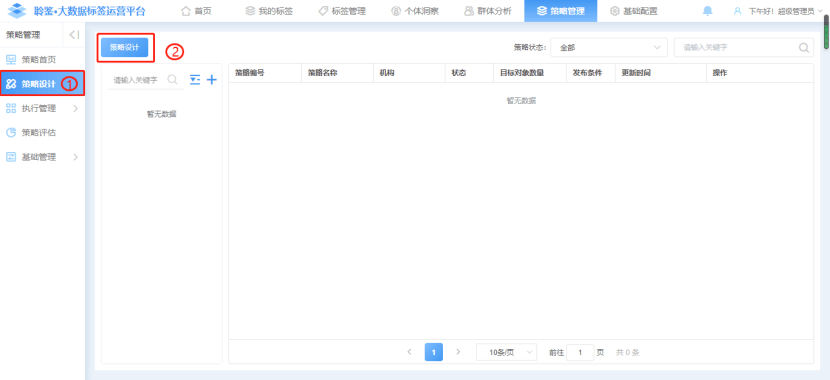 聆鉴•大数据标签运营平台 首页 我的标签 标签管理 个体洞察 群体分析 策略管理 基础配置 下午好！超级管理员
策略管理
策略首页
策略设计 ①
执行管理
策略评估
基础管理
策略设计 ②
策略状态： 全部 请输入关键字
请输入关键字
暂无数据
策略编号 策略名称 机构 状态 目标对象数量 发布条件 更新时间 操作
暂无数据
1 10条/页 前往 1 页 共 0 条